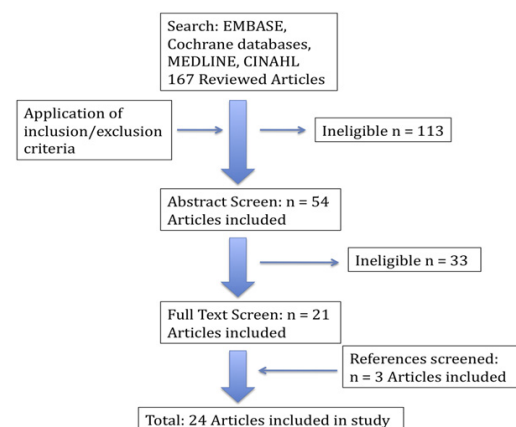 Search: EMBASE,
Cochrane databases,
MEDLINE, CINAHL
167 Reviewed Articles
Application of
inclusion/exclusion
criteria
Ineligible n = 113
Abstract Screen: n = 54
Articles included
Ineligible n = 33
Full Text Screen: n = 21
Articles included
References screened:
n = 3 Articles included
Total: 24 Articles included in study